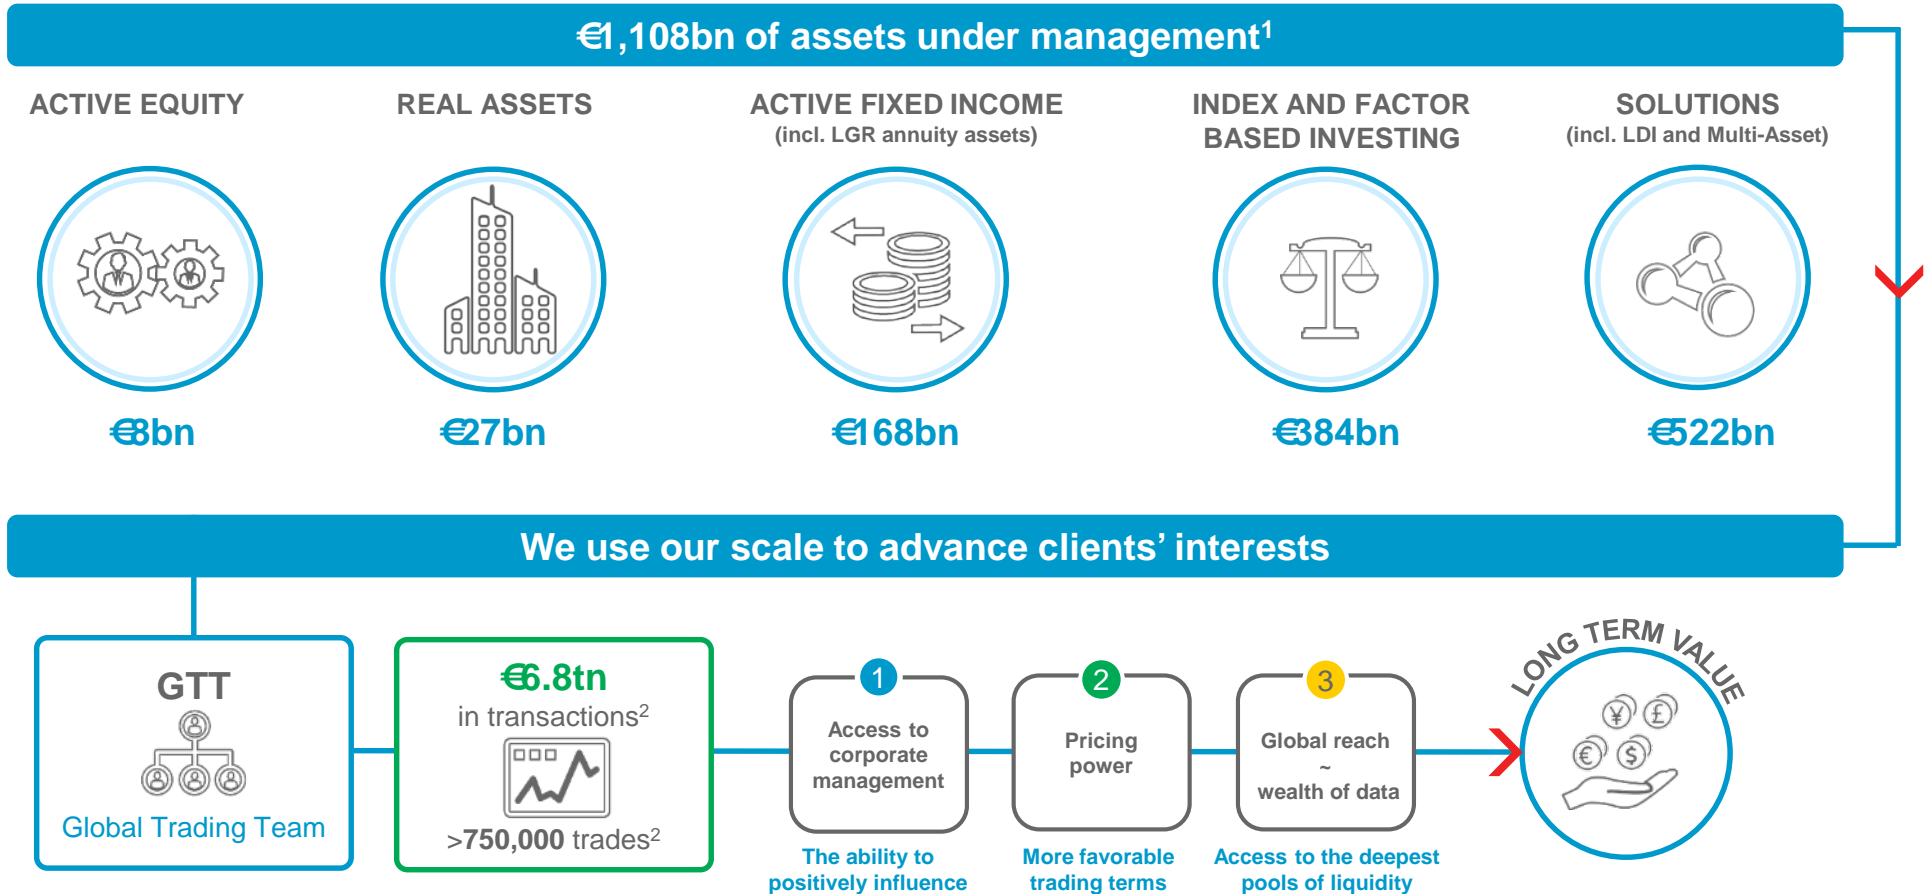 €1,108bn of assets under management1
ACTIVE EQUITY
€8bn
REAL ASSETS
€27bn
ACTIVE FIXED INCOME
(incl. LGR annuity assets)
€168bn
INDEX AND FACTOR
BASED INVESTING
€384bn
SOLUTIONS
(incl. LDI and Multi-Asset)
€522bn
We use our scale to advance clients’ interests
GTT
Global Trading Team
€6.8tn
in transactions2
>750,000 trades2
1
Access to
corporate
management
The ability to
positively influence
2
Pricing
power
More favorable
trading terms
3
Global reach
~
wealth of data
Access to the deepest
pools of liquidity
LONG TERM VALUE
¥ £
€ $